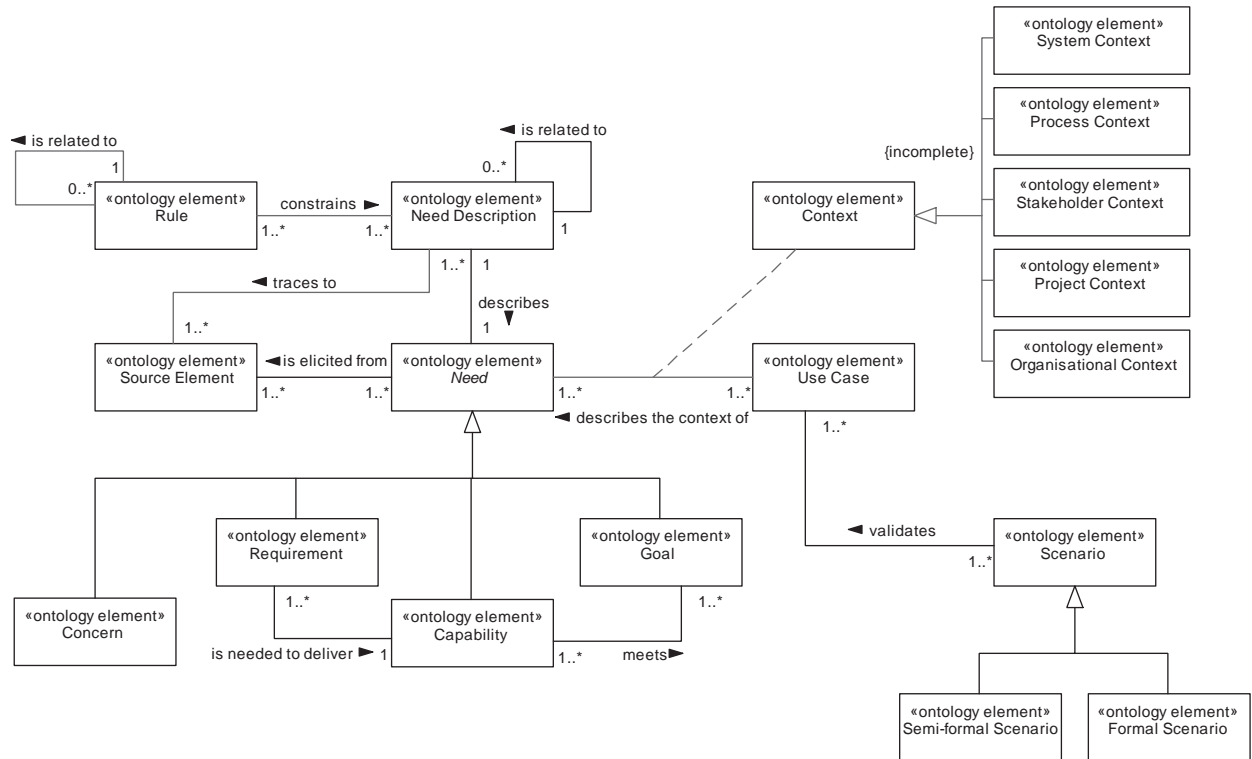 «ontology element»
System Context
«ontology element»
Process Context
{incomplete}
◄ is related to
1
0..*
◄ is related to
0..*
1
«ontology element»
Rule
constrains ►
1..*
1..*
«ontology element»
Need Description
«ontology element»
Context
«ontology element»
Stakeholder Context
«ontology element»
Project Context
«ontology element»
Organisational Context
1..*
1
◄ traces to
describes
▼
1..*
1
«ontology element»
Source Element
◄ is elicited from
1..*
1..*
«ontology element»
Need
1..*
1..*
◄ describes the context of
«ontology element»
Use Case
1..*
«ontology element»
Requirement
«ontology element»
Goal
◄ validates
1..*
«ontology element»
Scenario
1..*
1..*
«ontology element»
Concern
«ontology element»
Capability
is needed to deliver ►
1
1..*
meets►
«ontology element»
Semi-formal Scenario
«ontology element»
Formal Scenario